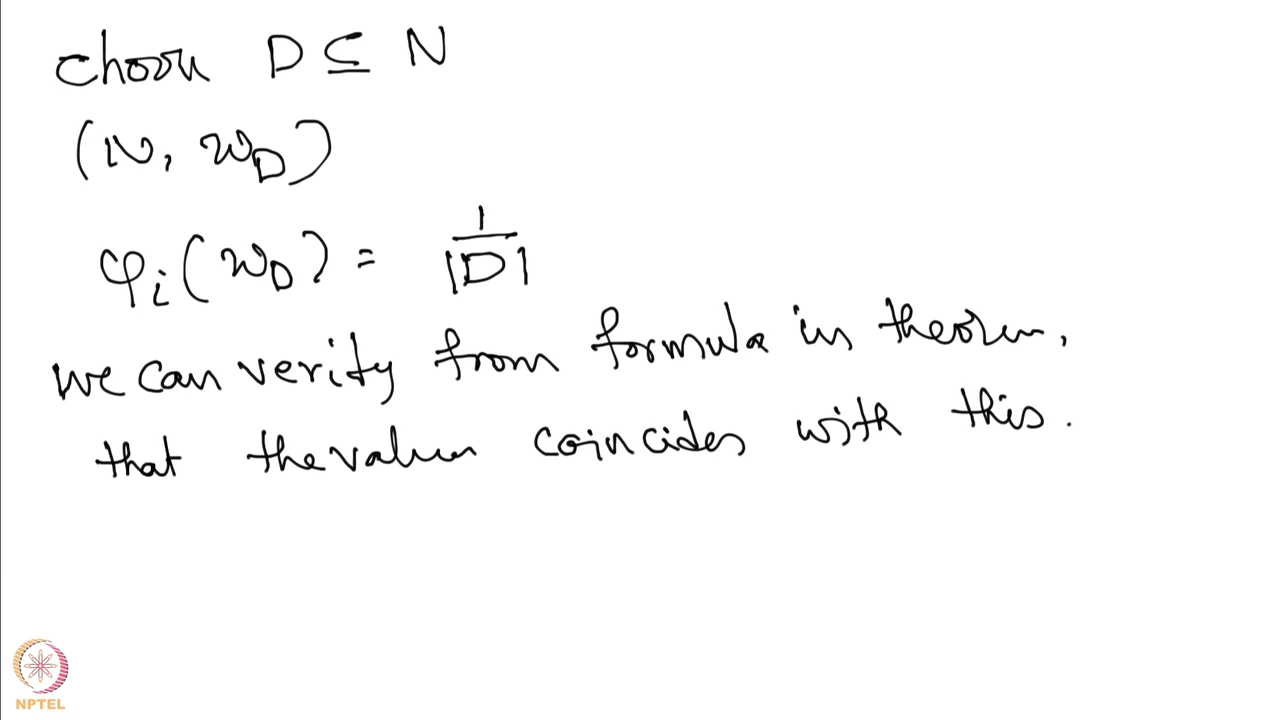 choose D ⊆ N
(N, w_D)
φ_i(w_D) = 1/|D|
we can verify from formula in theorem,
that the value coincides with this.
NPTEL